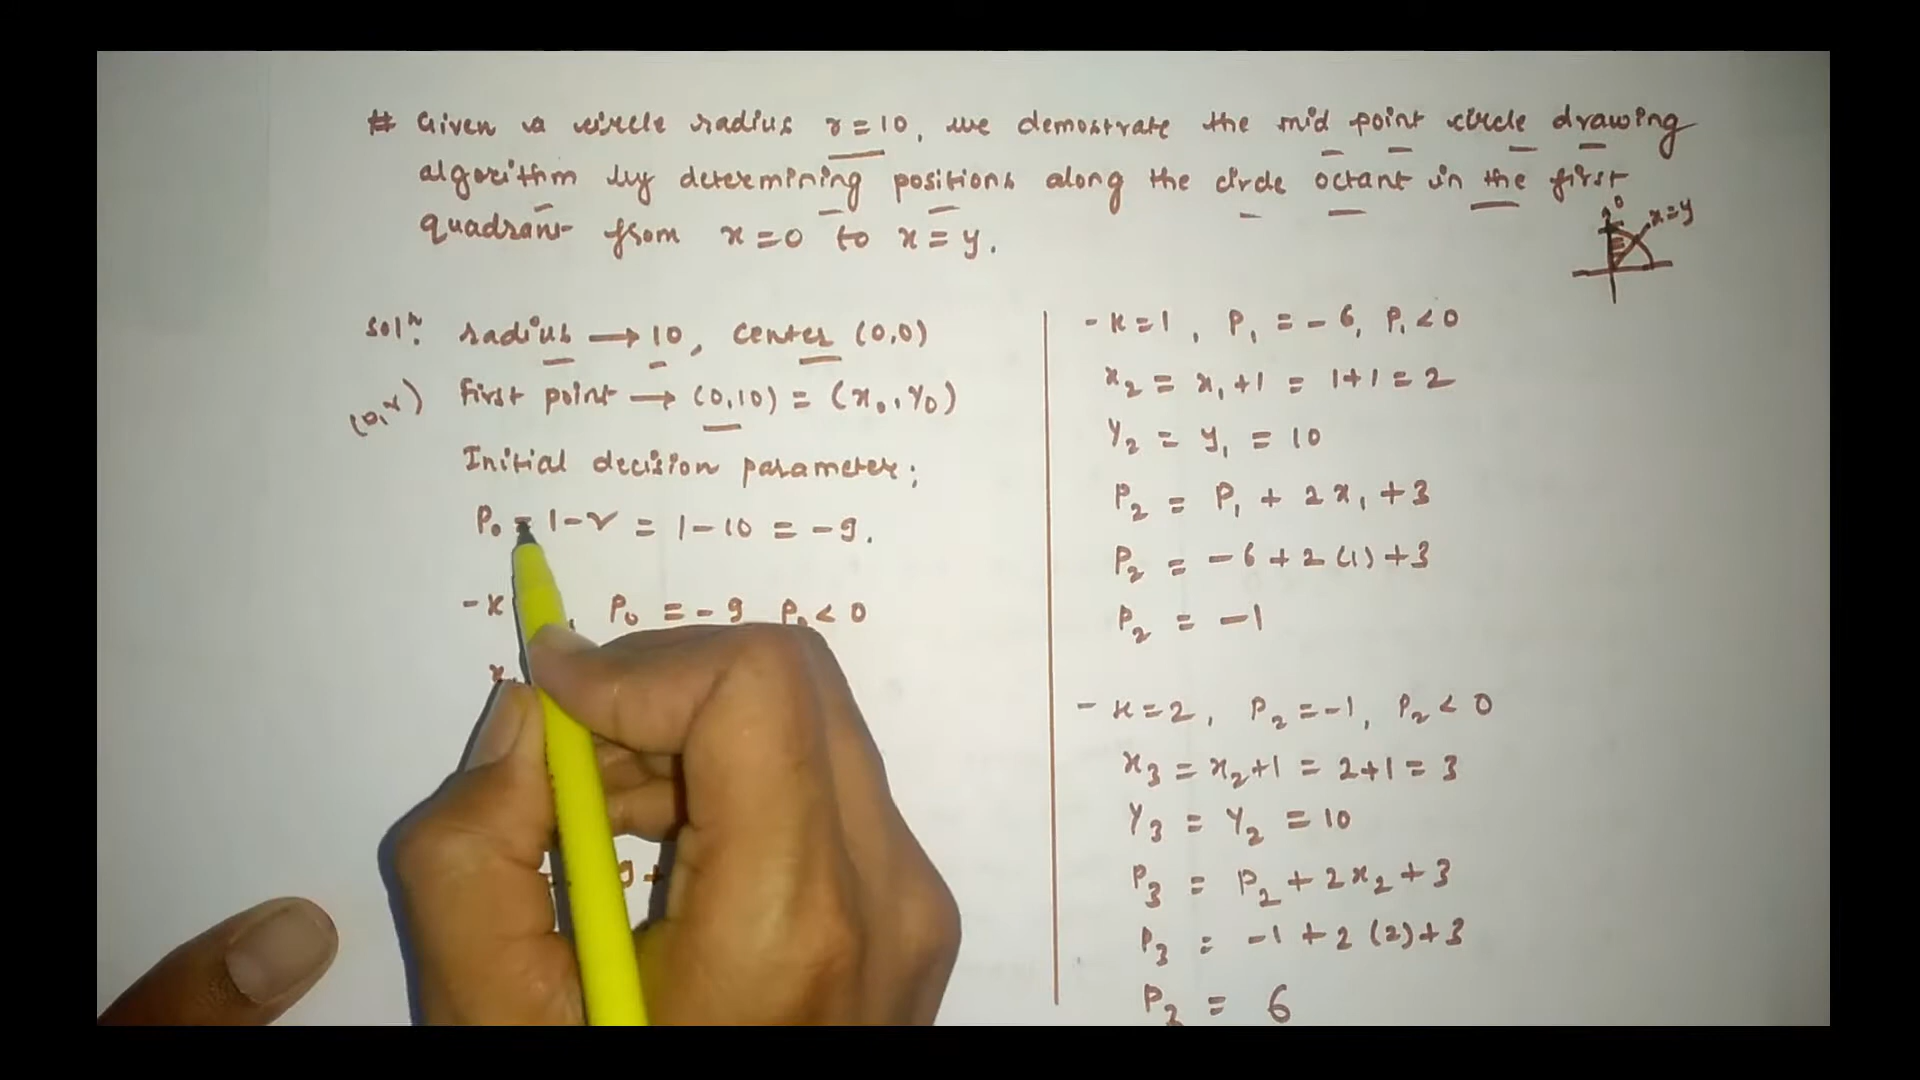 # Given a circle radius r = 10, we demostrate the mid point circle drawing
algorithm by determining positions along the circle octant in the first
quadrant from x = 0 to x = y.
0
x=y
Solⁿ: radius → 10, center (0,0)
(0,r) first point → (0,10) = (x₀,y₀)
Initial decision parameter;
P₀ = 1-r = 1-10 = -9.
P₀ = -9 P₀ < 0
9 +
- K=1, P₁ = -6, P₁ < 0
x₂ = x₁+1 = 1+1 = 2
y₂ = y₁ = 10
P₂ = P₁ + 2x₁ +3
P₂ = -6+2(1)+3
P₂ = -1
- K=2, P₂=-1, P₂ < 0
x₃ = x₂+1 = 2+1 = 3
y₃ = y₂ = 10
P₃ = P₂+2x₂+3
P₃ = -1+2(2)+3
P₃ = 6